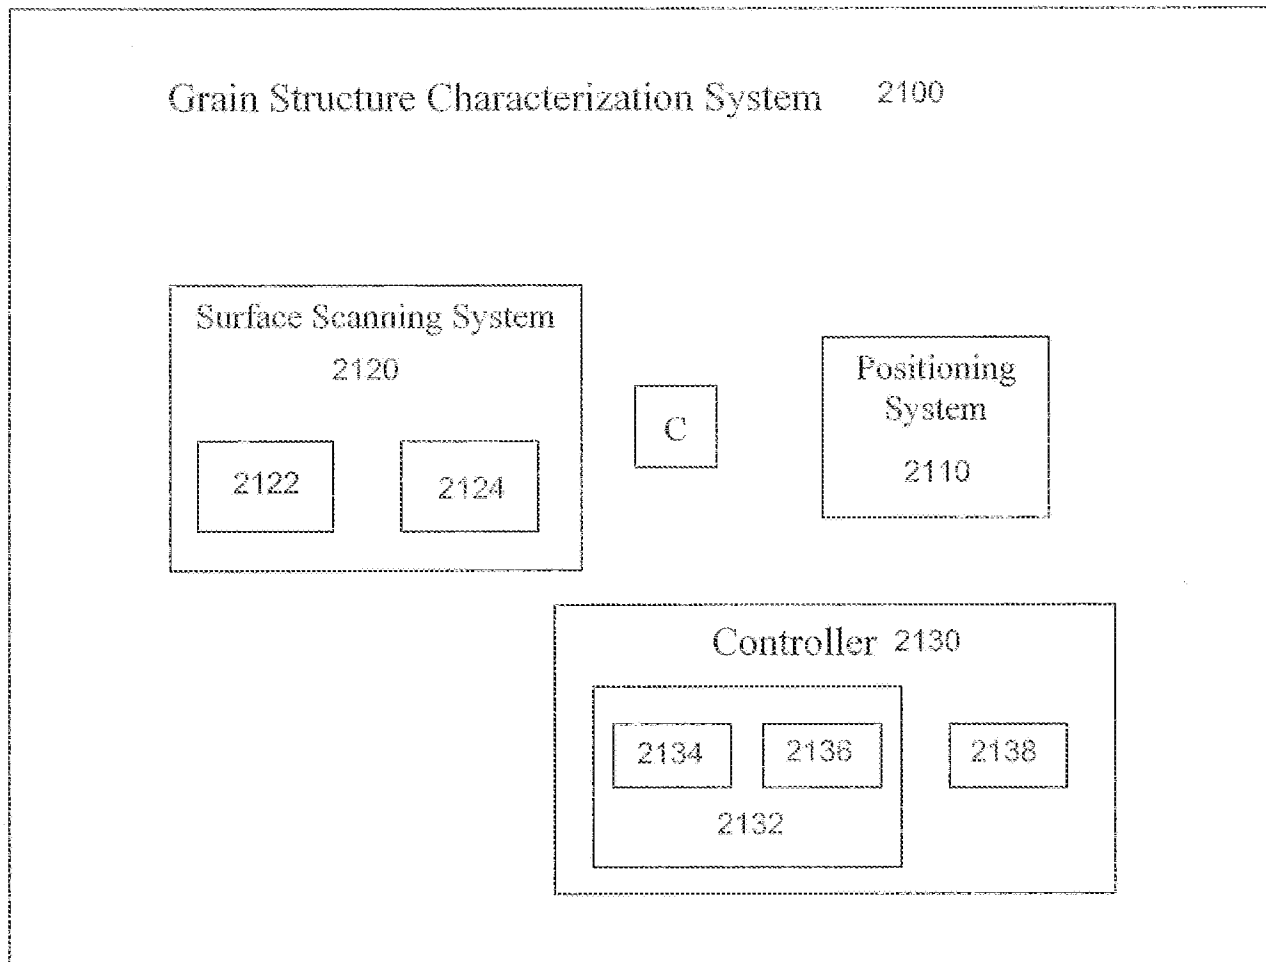 Grain Structure Characterization System 2100
Surface Scanning System
2120
2122
2124
C
Positioning
System
2110
Controller 2130
2134
2136
2138
2132